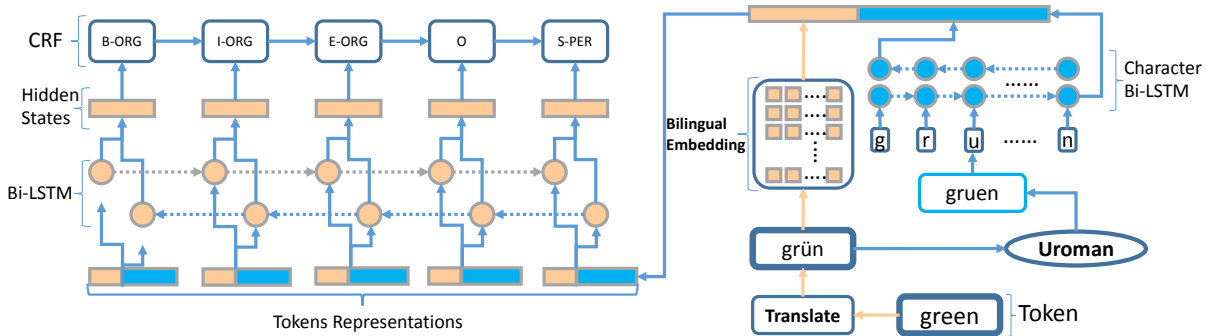 CRF
B-ORG
I-ORG
E-ORG
O
S-PER
Hidden
States
Bi-LSTM
Tokens Representations
Bilingual
Embedding
Character
Bi-LSTM
g
r
u
n
gruen
grün
Uroman
Translate
green
Token